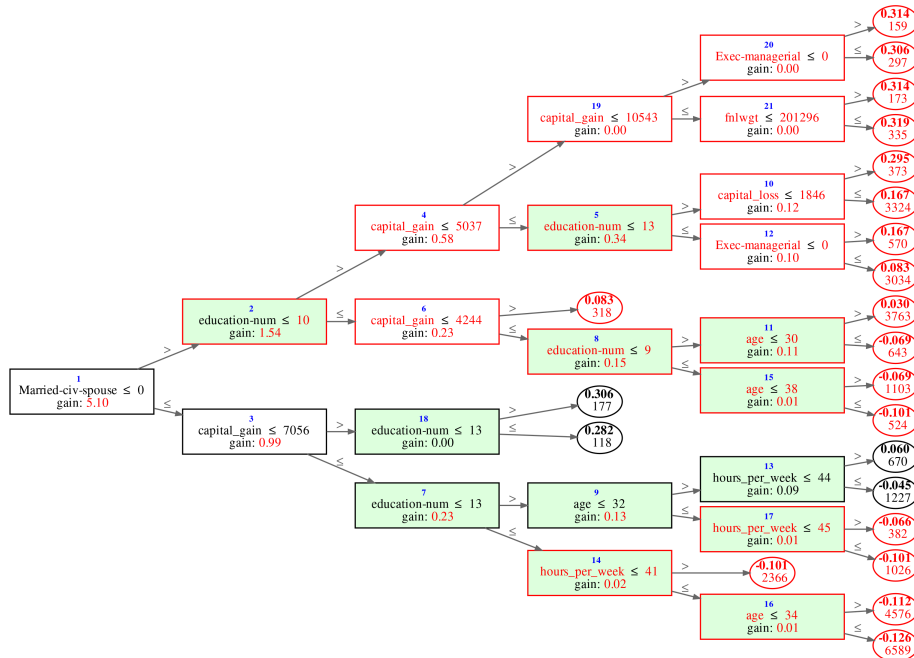 1
Married-civ-spouse ≤ 0
gain: 5.10
>
≤
2
education-num ≤ 10
gain: 1.54
>
≤
3
capital_gain ≤ 7056
gain: 0.99
>
≤
4
capital_gain ≤ 5037
gain: 0.58
>
≤
6
capital_gain ≤ 4244
gain: 0.23
>
≤
18
education-num ≤ 13
gain: 0.00
>
≤
7
education-num ≤ 13
gain: 0.23
>
≤
19
capital_gain ≤ 10543
gain: 0.00
>
≤
5
education-num ≤ 13
gain: 0.34
>
≤
0.083
318
8
education-num ≤ 9
gain: 0.15
>
≤
0.306
177
0.282
118
9
age ≤ 32
gain: 0.13
>
≤
14
hours_per_week ≤ 41
gain: 0.02
>
≤
20
Exec-managerial ≤ 0
gain: 0.00
>
≤
21
fnlwgt ≤ 201296
gain: 0.00
>
≤
10
capital_loss ≤ 1846
gain: 0.12
>
≤
12
Exec-managerial ≤ 0
gain: 0.10
>
≤
11
age ≤ 30
gain: 0.11
>
≤
15
age ≤ 38
gain: 0.01
>
≤
13
hours_per_week ≤ 44
gain: 0.09
>
≤
17
hours_per_week ≤ 45
gain: 0.01
>
≤
-0.101
2366
16
age ≤ 34
gain: 0.01
>
≤
0.314
159
0.306
297
0.314
173
0.319
335
0.295
373
0.167
3324
0.167
570
0.083
3034
0.030
3763
-0.069
643
-0.069
1103
-0.101
524
0.060
670
-0.045
1227
-0.066
382
-0.101
1026
-0.112
4576
-0.126
6589